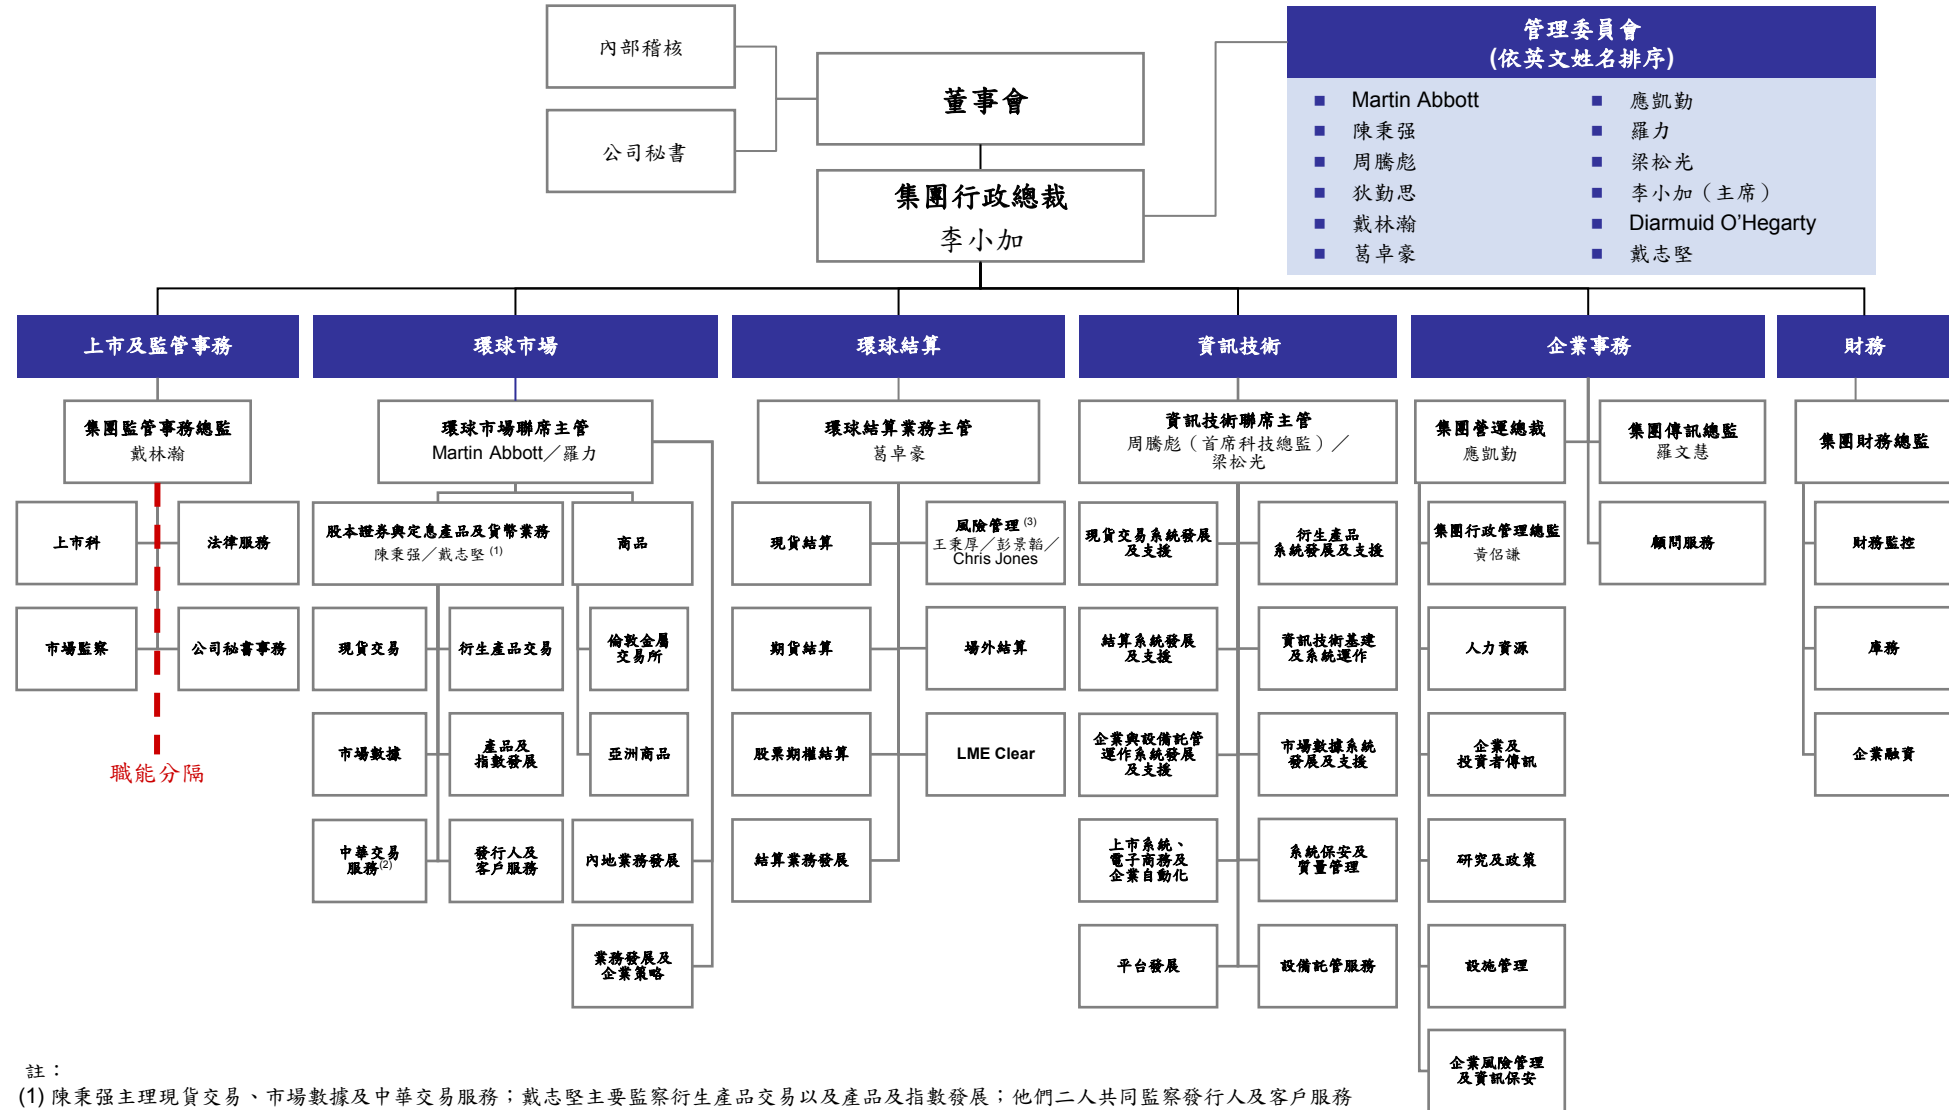 內部稽核
公司秘書
董事會
集團行政總裁
李小加
管理委員會
(依英文姓名排序)
■ Martin Abbott
■ 陳秉强
■ 周騰彪
■ 狄勤思
■ 戴林瀚
■ 葛卓豪
■ 應凱勤
■ 羅力
■ 梁松光
■ 李小加（主席）
■ Diarmuid O’Hegarty
■ 戴志堅
上市及監管事務
集團監管事務總監
戴林瀚
上市科
法律服務
市場監察
公司秘書事務
職能分隔
環球市場
環球市場聯席主管
Martin Abbott／羅力
股本證券與定息產品及貨幣業務
陳秉强／戴志堅 (1)
商品
現貨交易
衍生產品交易
倫敦金屬
交易所
市場數據
產品及
指數發展
亞洲商品
中華交易
服務(2)
發行人及
客戶服務
內地業務發展
業務發展及
企業策略
環球結算
環球結算業務主管
葛卓豪
現貨結算
風險管理 (3)
王秉厚／彭景韜／
Chris Jones
期貨結算
場外結算
股票期權結算
LME Clear
結算業務發展
資訊技術
資訊技術聯席主管
周騰彪（首席科技總監）／
梁松光
現貨交易系統發展
及支援
衍生產品
系統發展及支援
結算系統發展
及支援
資訊技術基建
及系統運作
企業與設備託管
運作系統發展
及支援
市場數據系統
發展及支援
上市系統、
電子商務及
企業自動化
系統保安及
質量管理
平台發展
設備託管服務
企業事務
集團營運總裁
應凱勤
集團傳訊總監
羅文慧
集團行政管理總監
黃侶謙
顧問服務
人力資源
企業及
投資者傳訊
研究及政策
設施管理
企業風險管理
及資訊保安
財務
集團財務總監
財務監控
庫務
企業融資
註：
(1) 陳秉强主理現貨交易、市場數據及中華交易服務；戴志堅主要監察衍生產品交易以及產品及指數發展；他們二人共同監察發行人及客戶服務